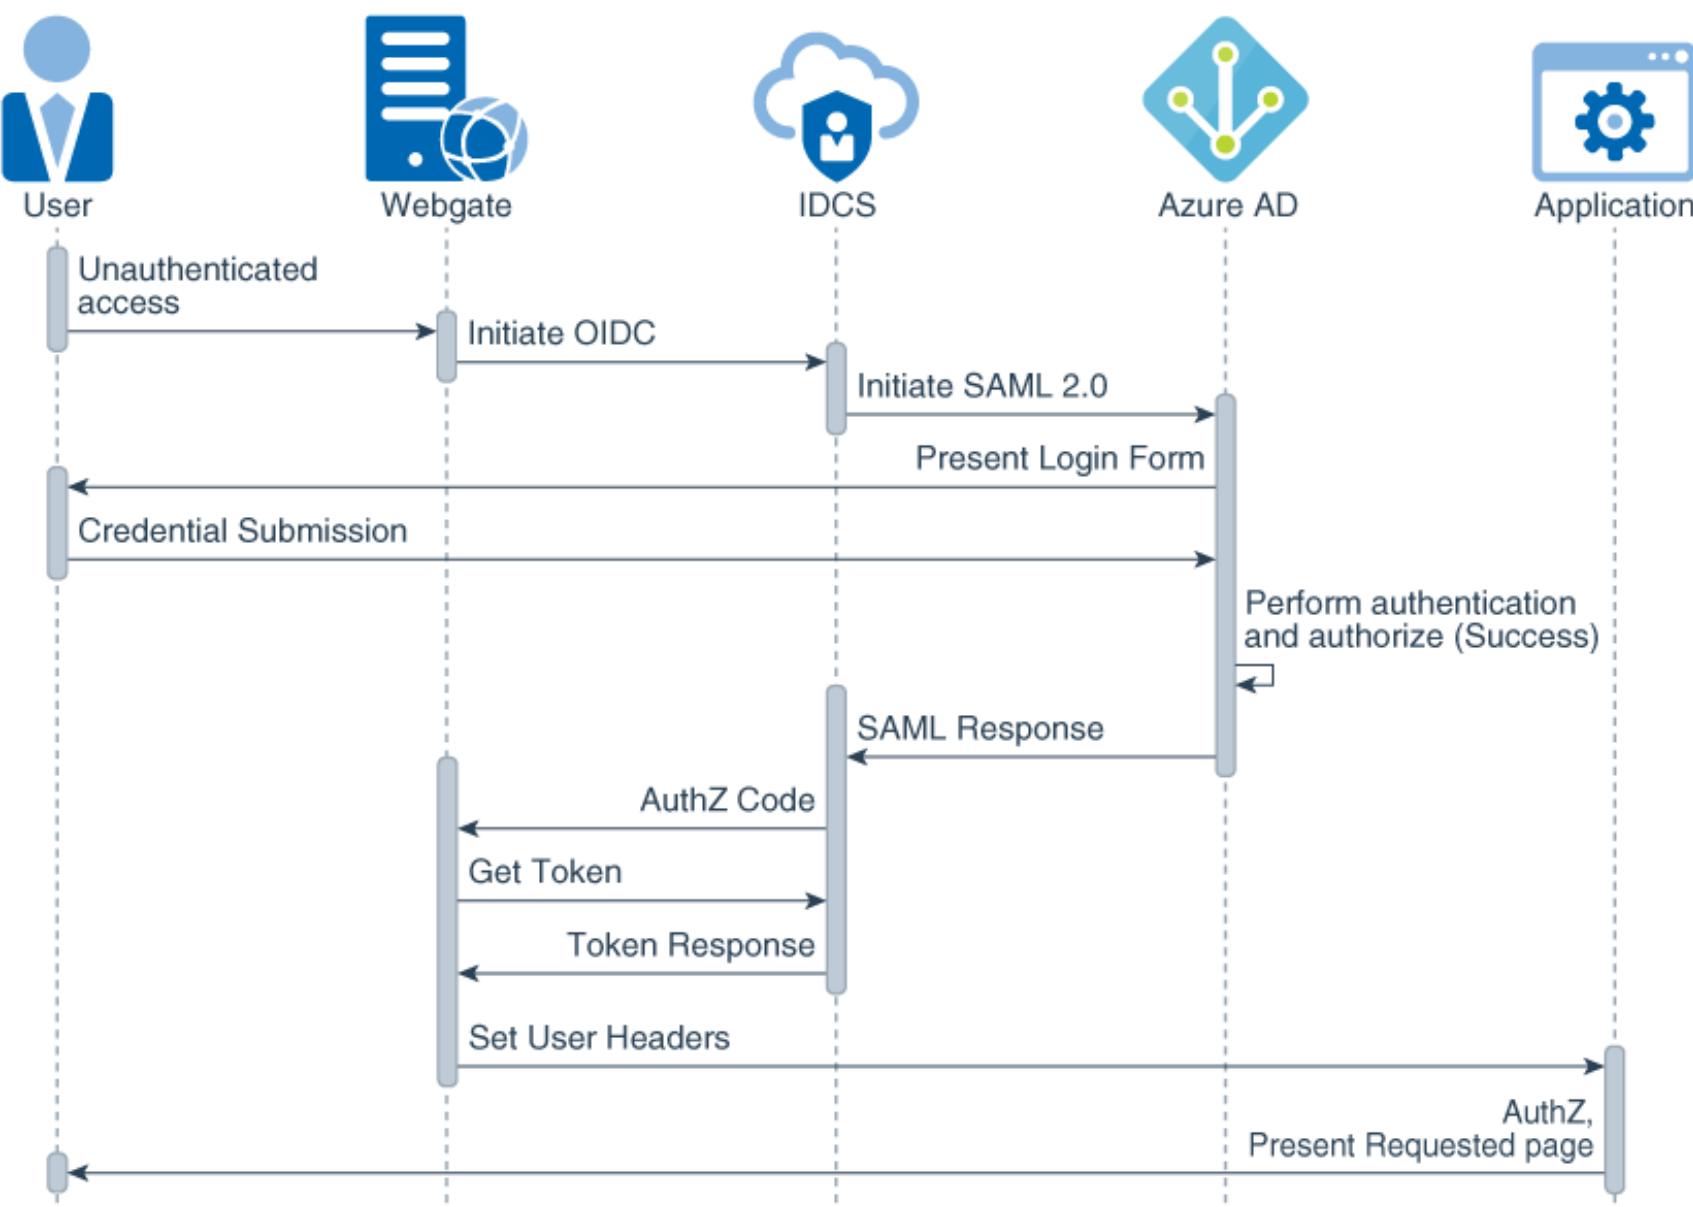 User
Webgate
IDCS
Azure AD
Application
Unauthenticated
access
Initiate OIDC
Initiate SAML 2.0
Present Login Form
Credential Submission
Perform authentication
and authorize (Success)
SAML Response
AuthZ Code
Get Token
Token Response
Set User Headers
AuthZ,
Present Requested page